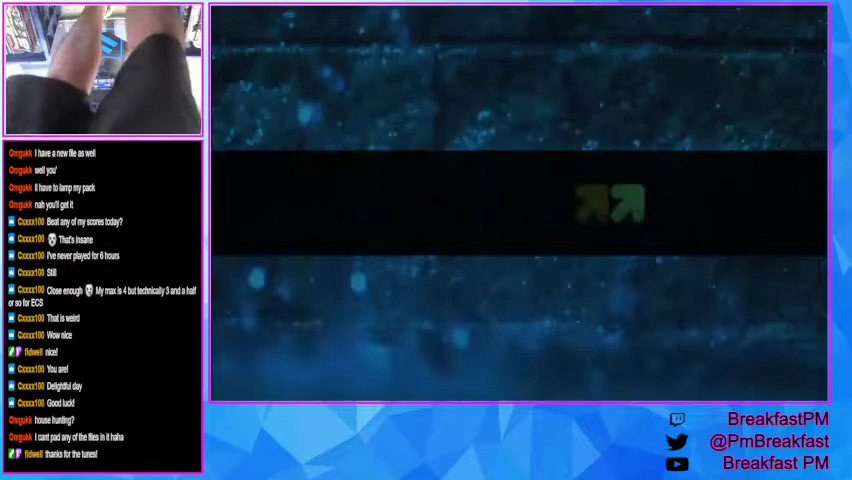 Omgukk I have a new file as well
Omgukk well you'
Omgukk ll have to lamp my pack
Omgukk nah you'll get it
Cxxxx100 Beat any of my scores today?
Cxxxx100 💀 That's insane
Cxxxx100 I've never played for 6 hours
Cxxxx100 Still
Cxxxx100 Close enough 💀 My max is 4 but technically 3 and a half
or so for ECS
Cxxxx100 That is weird
Cxxxx100 Wow nice
fidwell nice!
Cxxxx100 You are!
Cxxxx100 Delightful day
Cxxxx100 Good luck!
Omgukk house hunting?
Omgukk I cant pad any of the files in it haha
fidwell thanks for the tunes!
BreakfastPM
@PmBreakfast
Breakfast PM